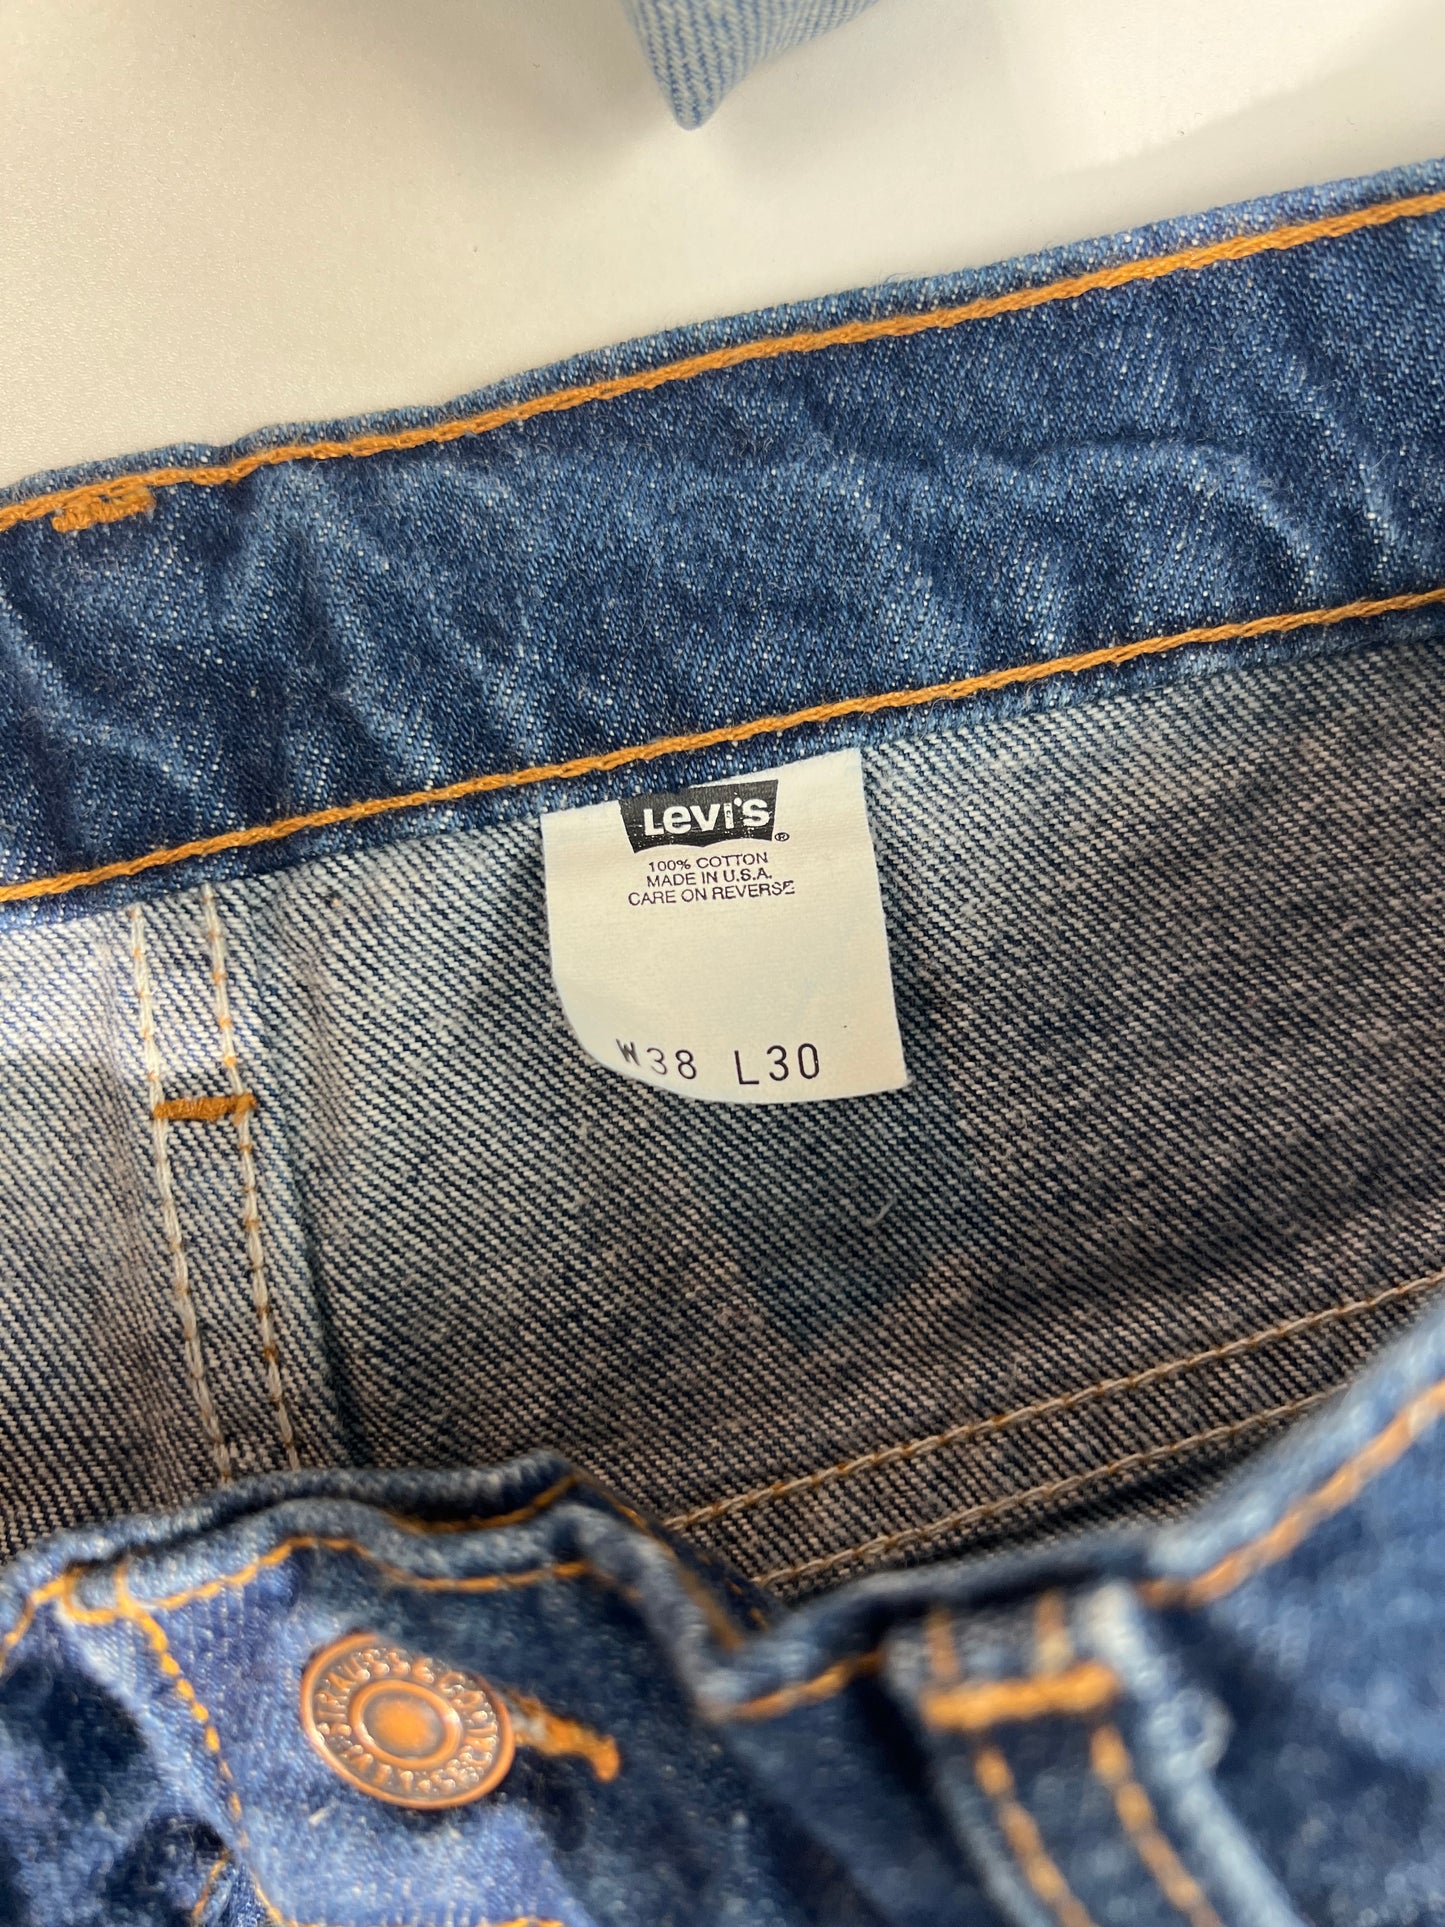 Levi's ®
100% COTTON
MADE IN U.S.A.
CARE ON REVERSE
W38 L30